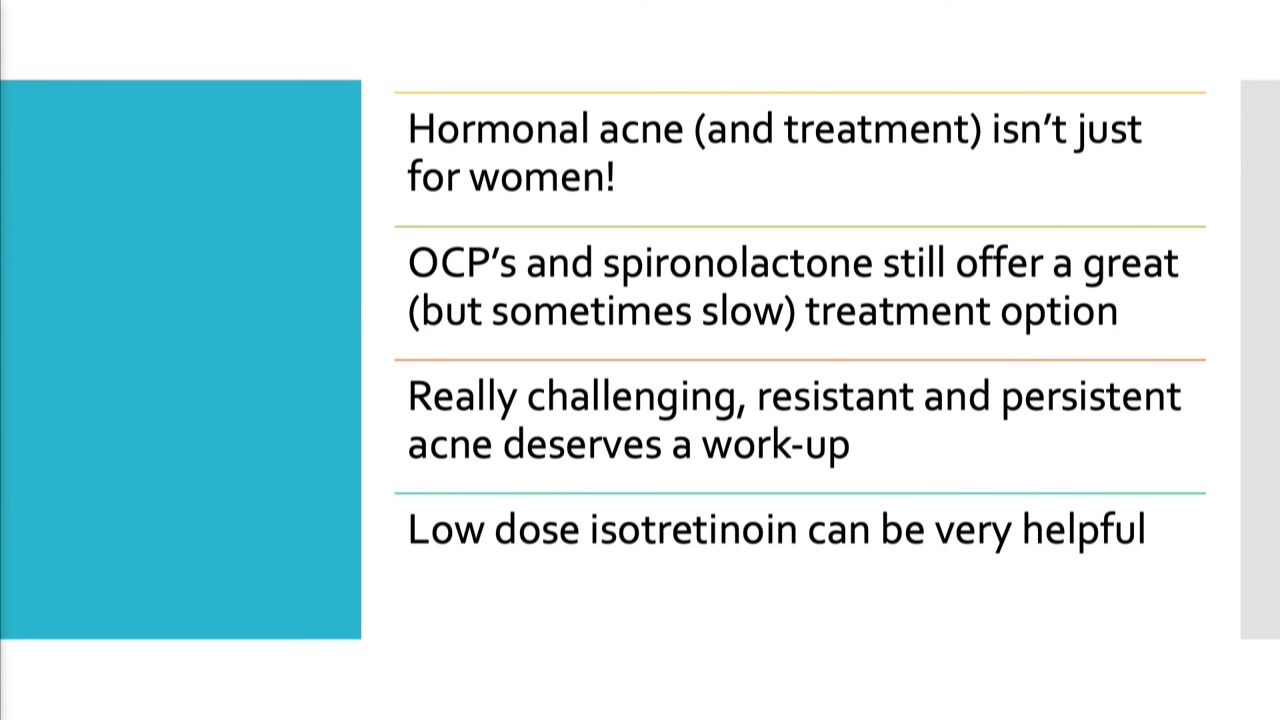 Hormonal acne (and treatment) isn’t just
for women!
OCP’s and spironolactone still offer a great
(but sometimes slow) treatment option
Really challenging, resistant and persistent
acne deserves a work-up
Low dose isotretinoin can be very helpful